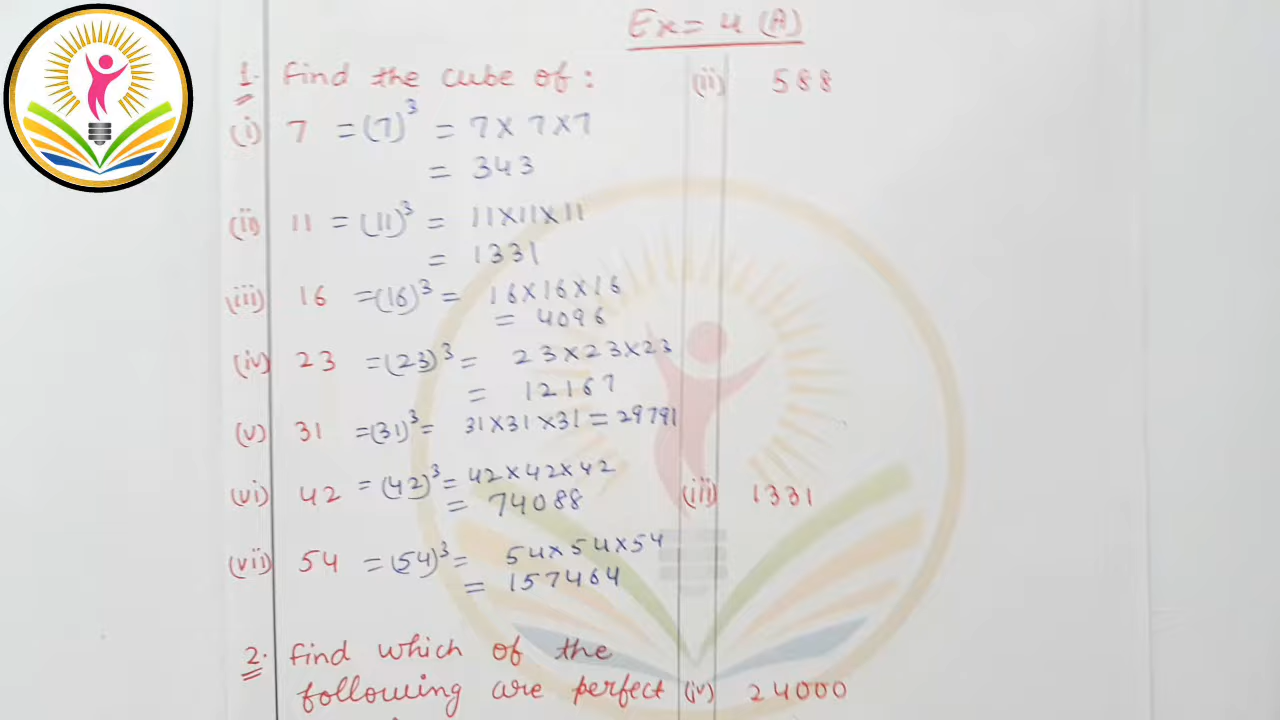 Ex = 4 (A)
1. Find the cube of :
(i) 7 = (7)³ = 7 × 7 × 7
= 343
(ii) 11 = (11)³ = 11×11×11
= 1331
(iii) 16 = (16)³ = 16×16×16
= 4096
(iv) 23 = (23)³ = 23×23×23
= 12167
(v) 31 = (31)³ = 31×31×31 = 29791
(vi) 42 = (42)³ = 42×42×42
= 74088
(vii) 54 = (54)³ = 54×54×54
= 157464
2. Find which of the
following are perfect
(ii) 588
(iii) 1331
(iv) 24000